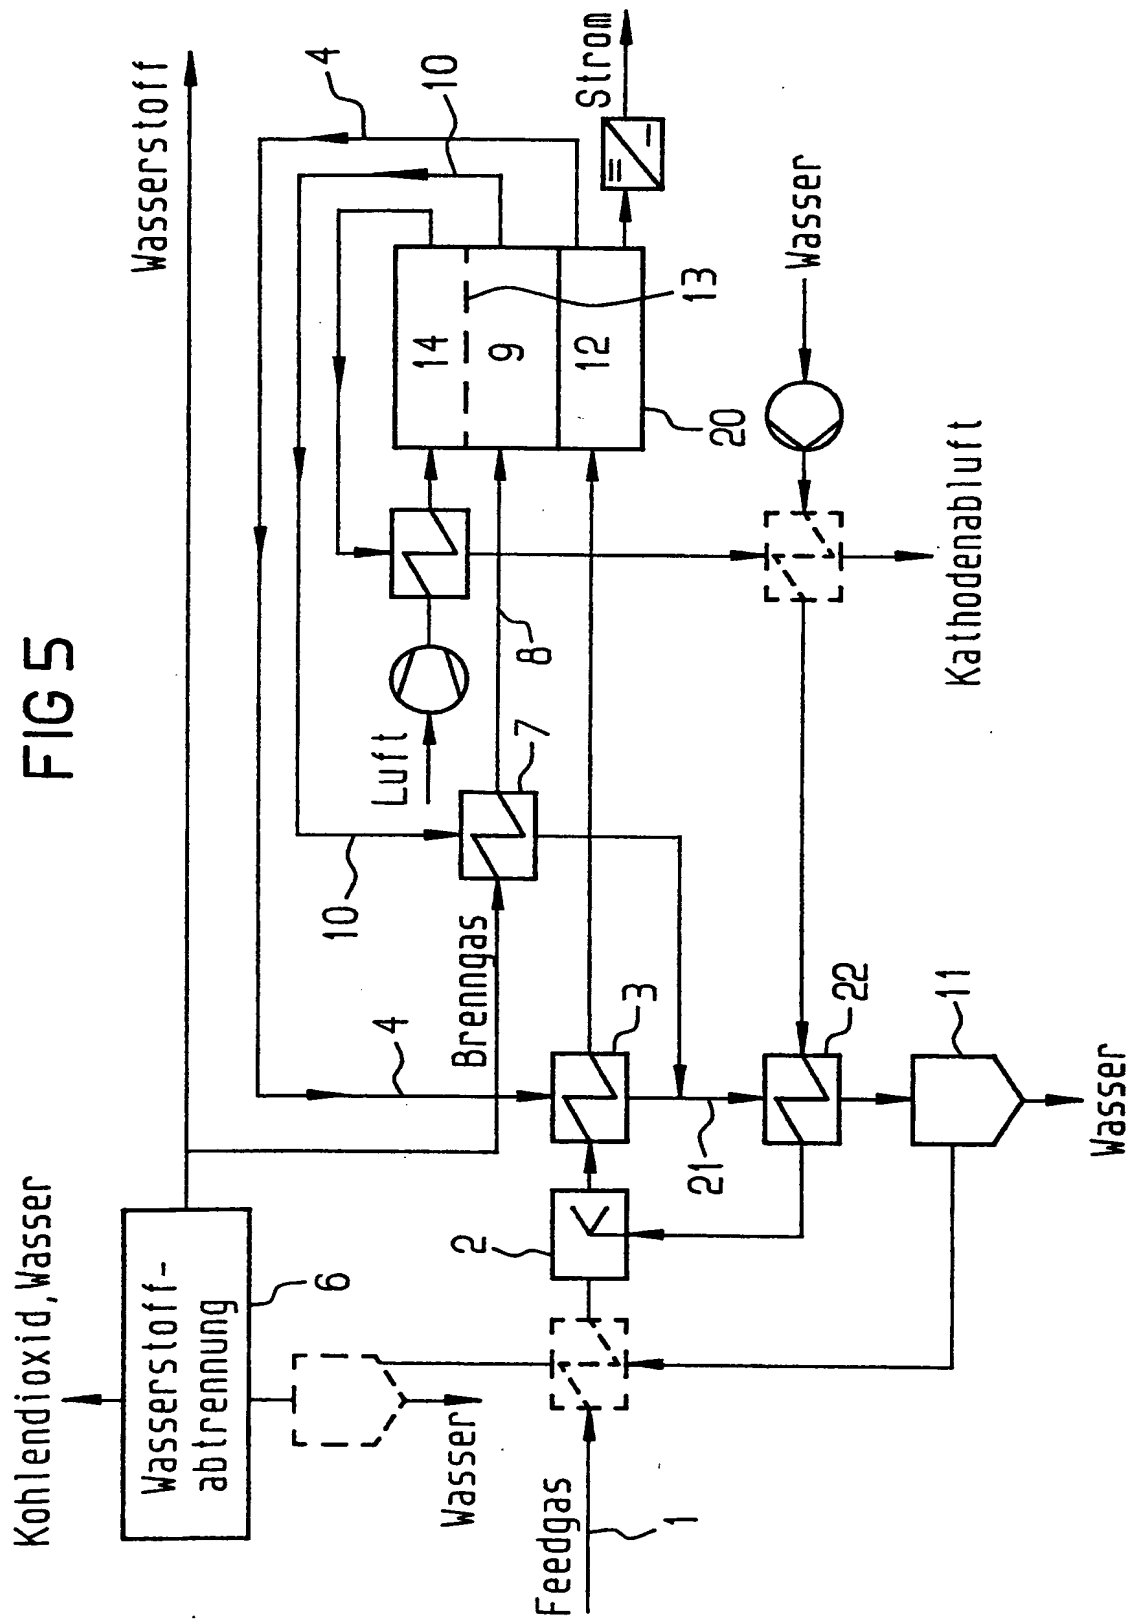 FIG 5
Kohlendioxid, Wasser
Wasserstoff-
abtrennung
6
Wasserstoff
4
10
Strom
14
9
12
13
20
Wasser
Luft
8
7
10
Brenngas
4
3
2
21
22
11
Kathodenabluft
Wasser
Wasser
Feedgas
1